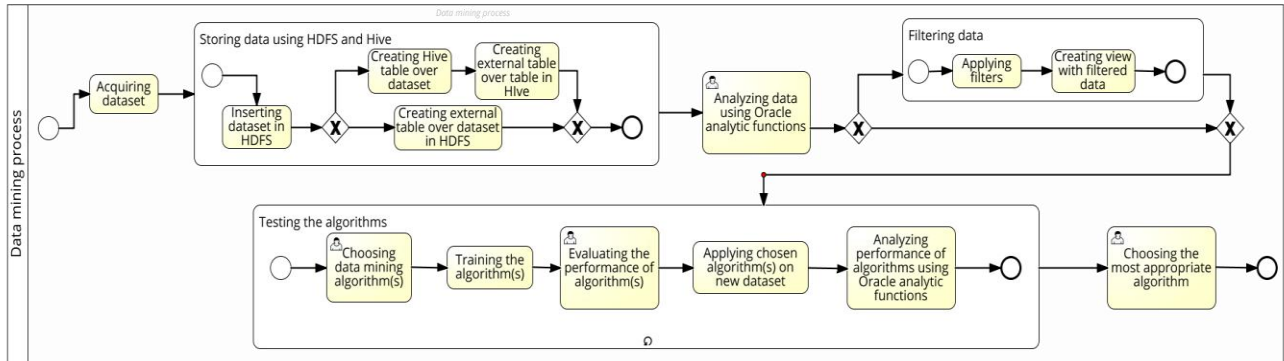 Data mining process
Data mining process
Storing data using HDFS and Hive
Acquiring
dataset
Inserting
dataset in
HDFS
X
Creating Hive
table over
dataset
Creating
external table
over table in
HIve
Creating external
table over dataset
in HDFS
X
Analyzing data
using Oracle
analytic functions
X
Filtering data
Applying
filters
Creating view
with filtered
data
X
Testing the algorithms
Choosing
data mining
algorithm(s)
Training the
algorithm(s)
Evaluating the
performance of
algorithm(s)
Applying chosen
algorithm(s) on
new dataset
Analyzing
performance of
algorithms using
Oracle analytic
functions
Choosing the
most appropriate
algorithm